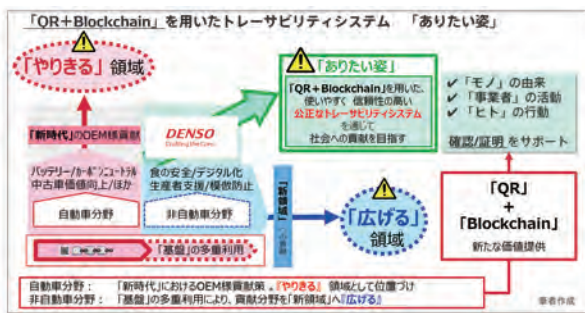 「QR+Blockchain」を用いたトレーサビリティシステム 「ありたい姿」
「やりきる」領域
「新時代」のOEM様貢献
DENSO
Crafting the Core
「ありたい姿」
「QR+Blockchain」を用いた、
使いやすく 信頼性の高い
公正なトレーサビリティシステム
を通じて
社会への貢献を目指す
✓「モノ」の由来
✓「事業者」の活動
✓「ヒト」の行動
確認/証明 をサポート
バッテリー/カーボンニュートラル
中古車価値向上/ほか
自動車分野
食の安全/デジタル化
生産者支援/模倣防止
非自動車分野
「新領域」への貢献
「広げる」
領域
「QR」
+
「Blockchain」
新たな価値提供
「基盤」の多重利用
自動車分野： 「新時代」におけるOEM様貢献策。『やりきる』領域として位置づけ
非自動車分野： 「基盤」の多重利用により、貢献分野を「新領域」へ『広げる』
筆者作成